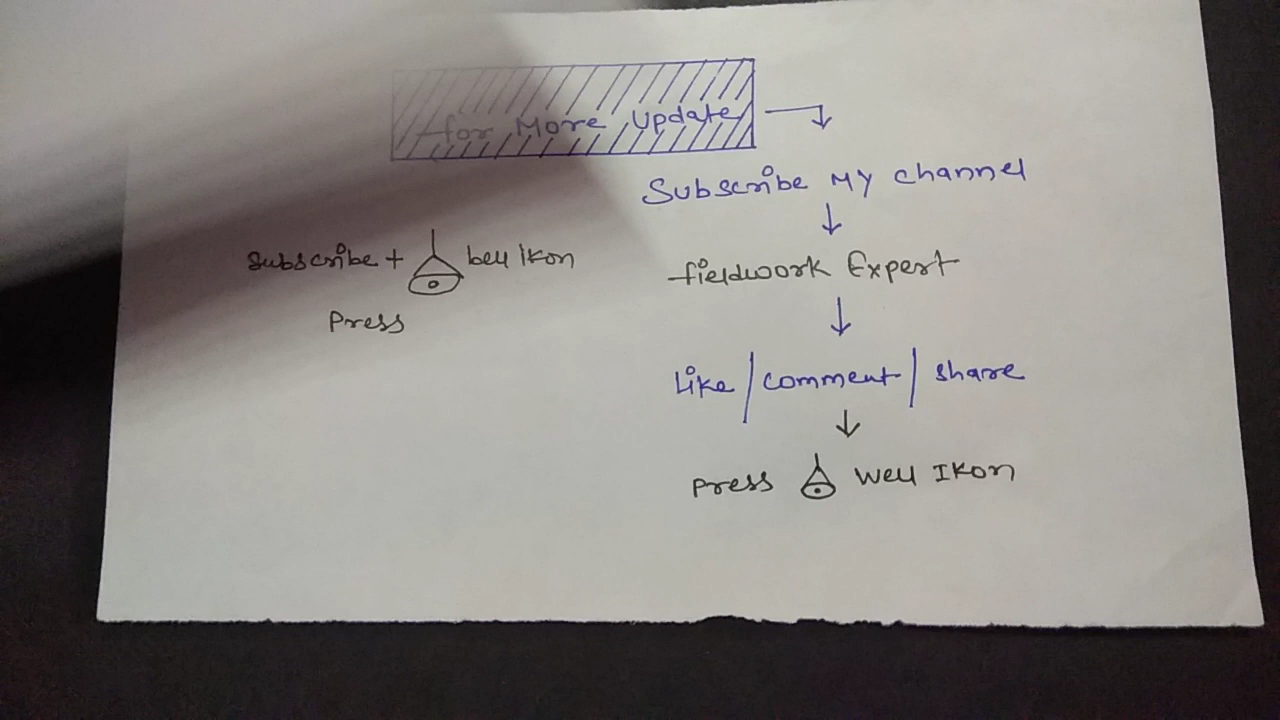 for More Update
Subscribe My channel
Subscribe + bell Ikon
Press
fieldwork Expert
Like / comment / share
Press Well Ikon